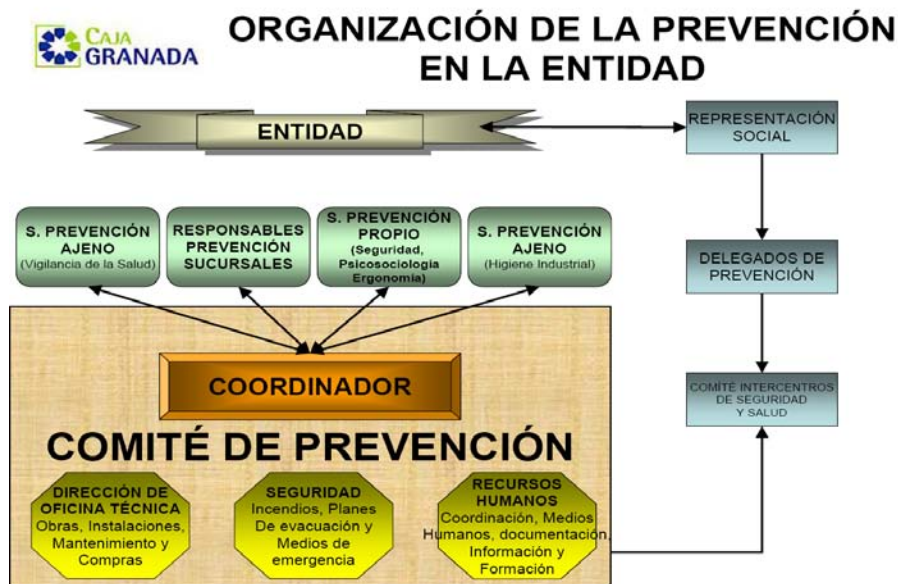 CAJA
GRANADA
ORGANIZACIÓN DE LA PREVENCIÓN
EN LA ENTIDAD
ENTIDAD
REPRESENTACIÓN
SOCIAL
S. PREVENCIÓN
AJENO
(Vigilancia de la Salud)
RESPONSABLES
PREVENCIÓN
SUCURSALES
S. PREVENCIÓN
PROPIO
(Seguridad,
Psicosociología
Ergonomía)
S. PREVENCIÓN
AJENO
(Higiene Industrial)
DELEGADOS DE
PREVENCIÓN
COORDINADOR
COMITÉ INTERCENTROS
DE SEGURIDAD
Y SALUD
COMITÉ DE PREVENCIÓN
DIRECCIÓN DE
OFICINA TÉCNICA
Obras, Instalaciones,
Mantenimiento y
Compras
SEGURIDAD
Incendios, Planes
De evacuación y
Medios de
emergencia
RECURSOS
HUMANOS
Coordinación, Medios
Humanos, documentación,
Información y
Formación